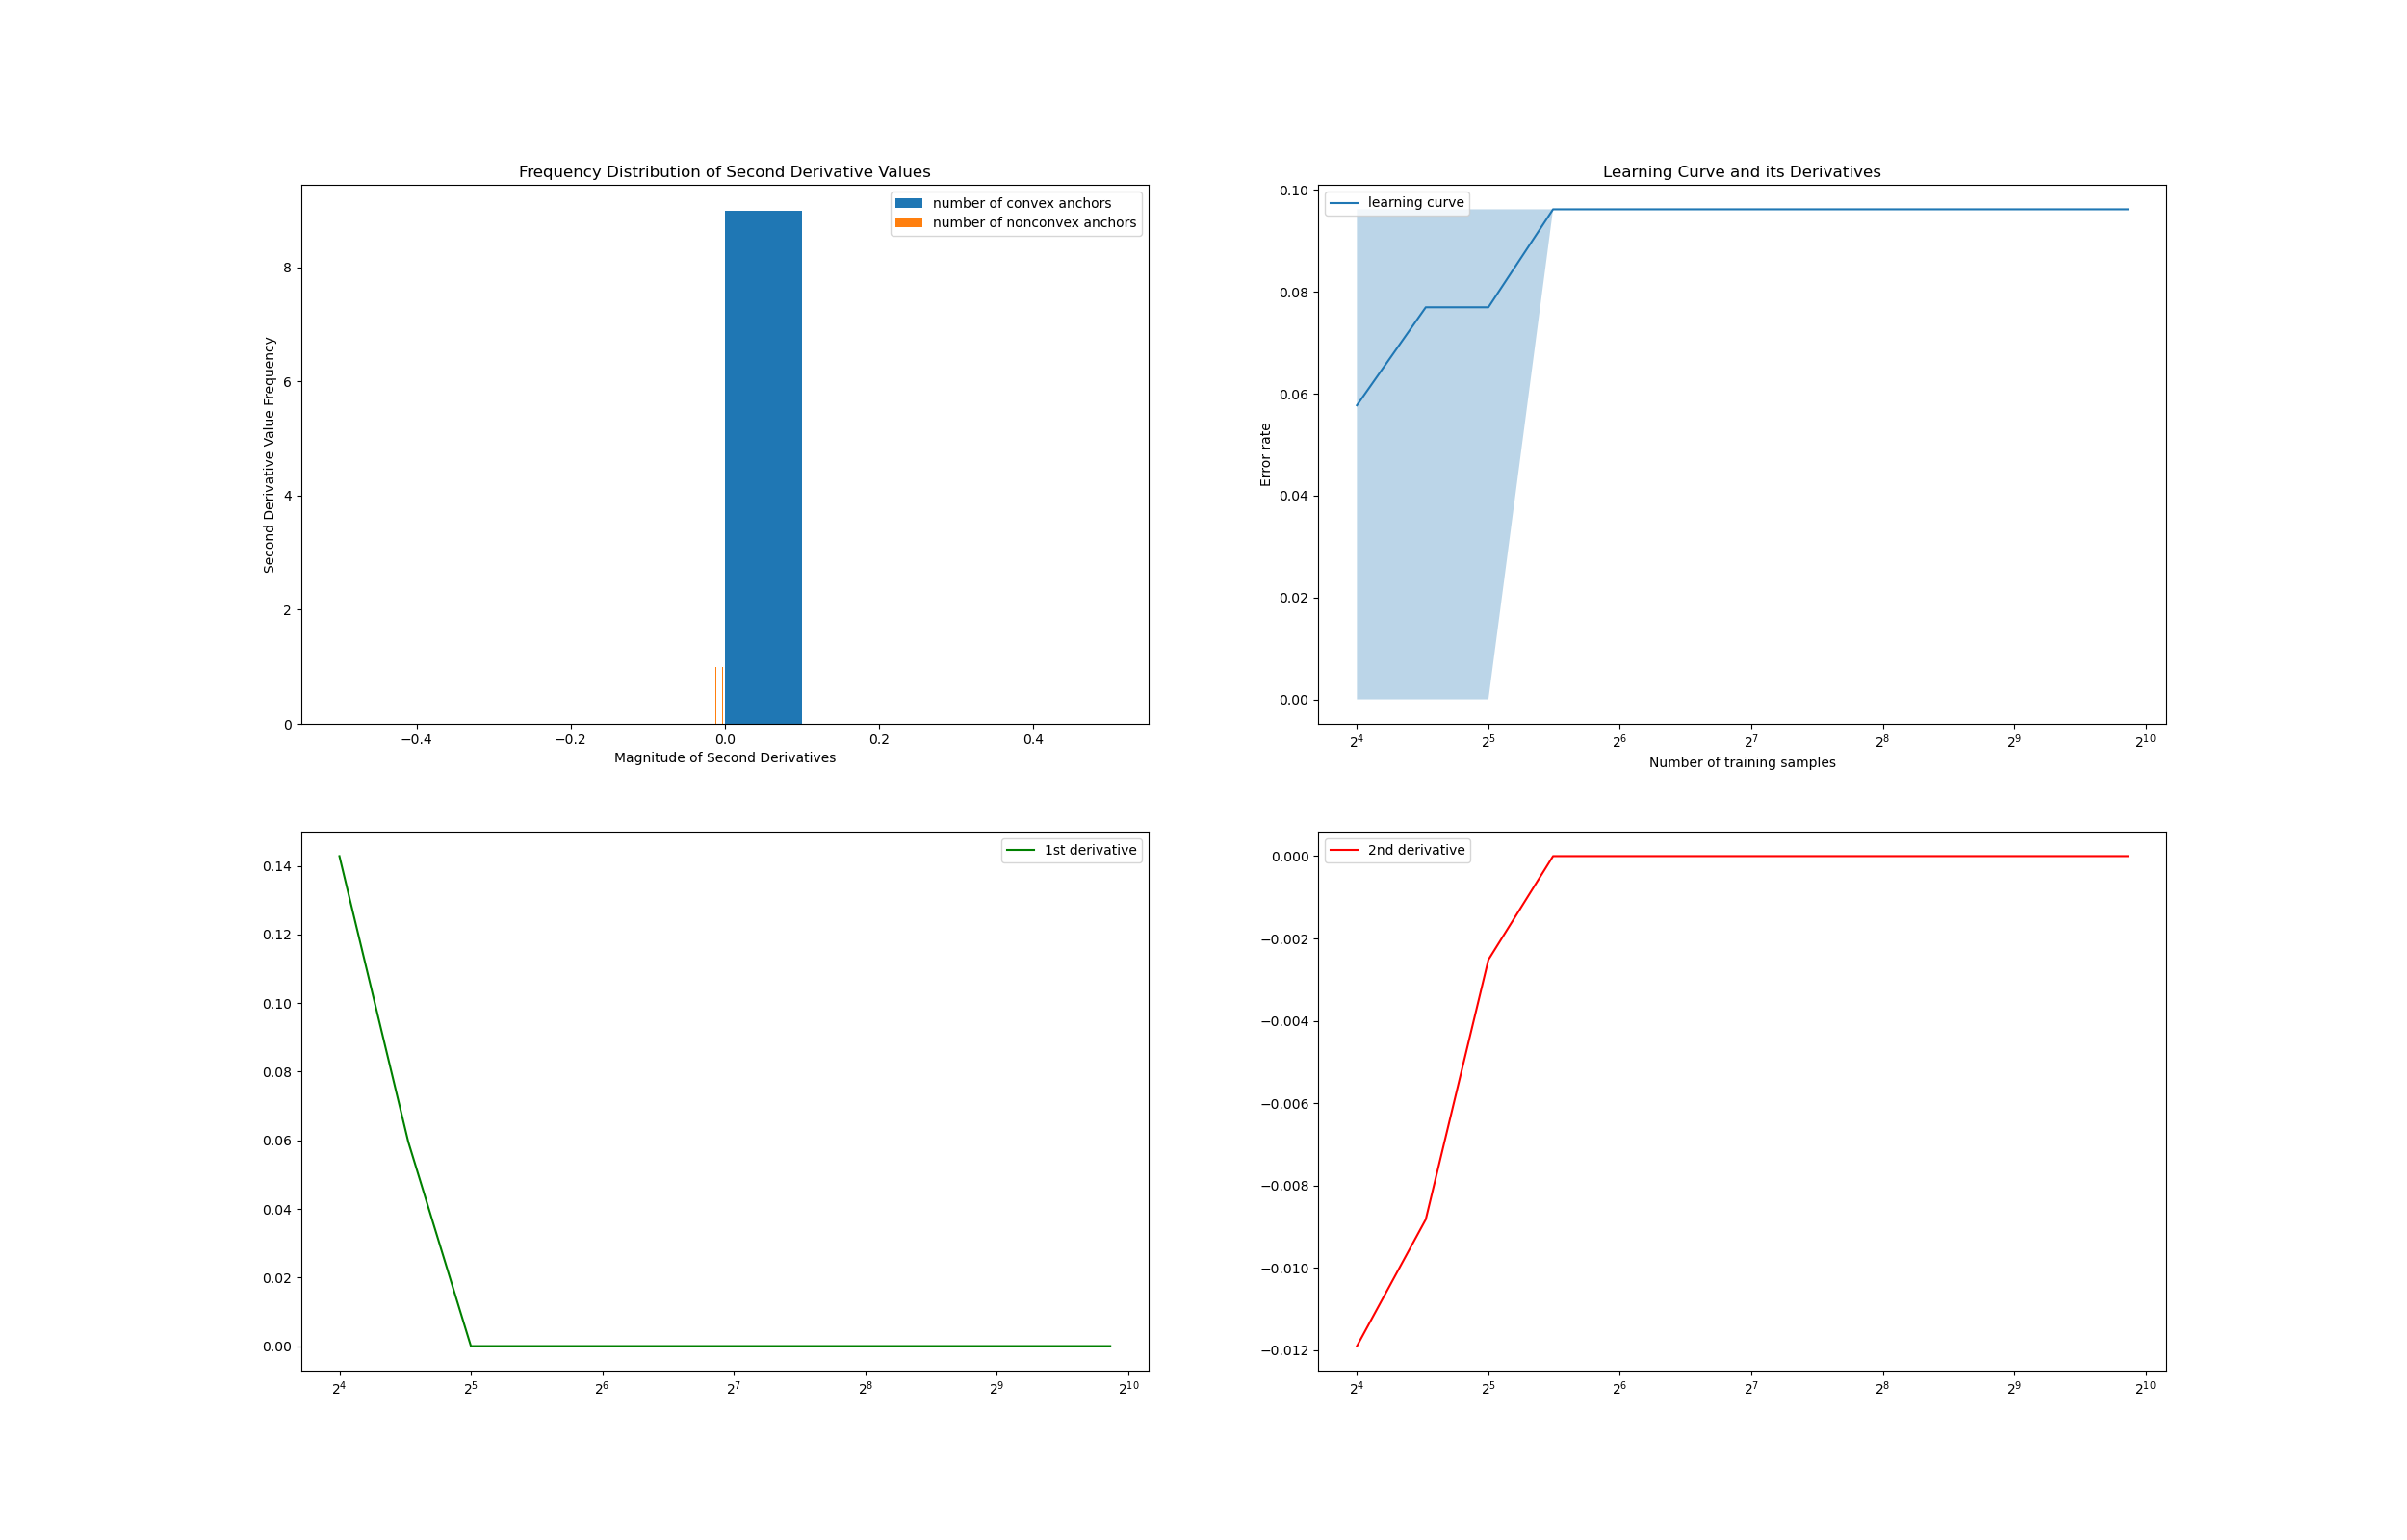 Frequency Distribution of Second Derivative Values
number of convex anchors
number of nonconvex anchors
Second Derivative Value Frequency
8
6
4
2
0
−0.4 −0.2 0.0 0.2 0.4
Magnitude of Second Derivatives
Learning Curve and its Derivatives
learning curve
Error rate
0.10
0.08
0.06
0.04
0.02
0.00
2^4 2^5 2^6 2^7 2^8 2^9 2^10
Number of training samples
1st derivative
0.14
0.12
0.10
0.08
0.06
0.04
0.02
0.00
2^4 2^5 2^6 2^7 2^8 2^9 2^10
2nd derivative
0.000
−0.002
−0.004
−0.006
−0.008
−0.010
−0.012
2^4 2^5 2^6 2^7 2^8 2^9 2^10